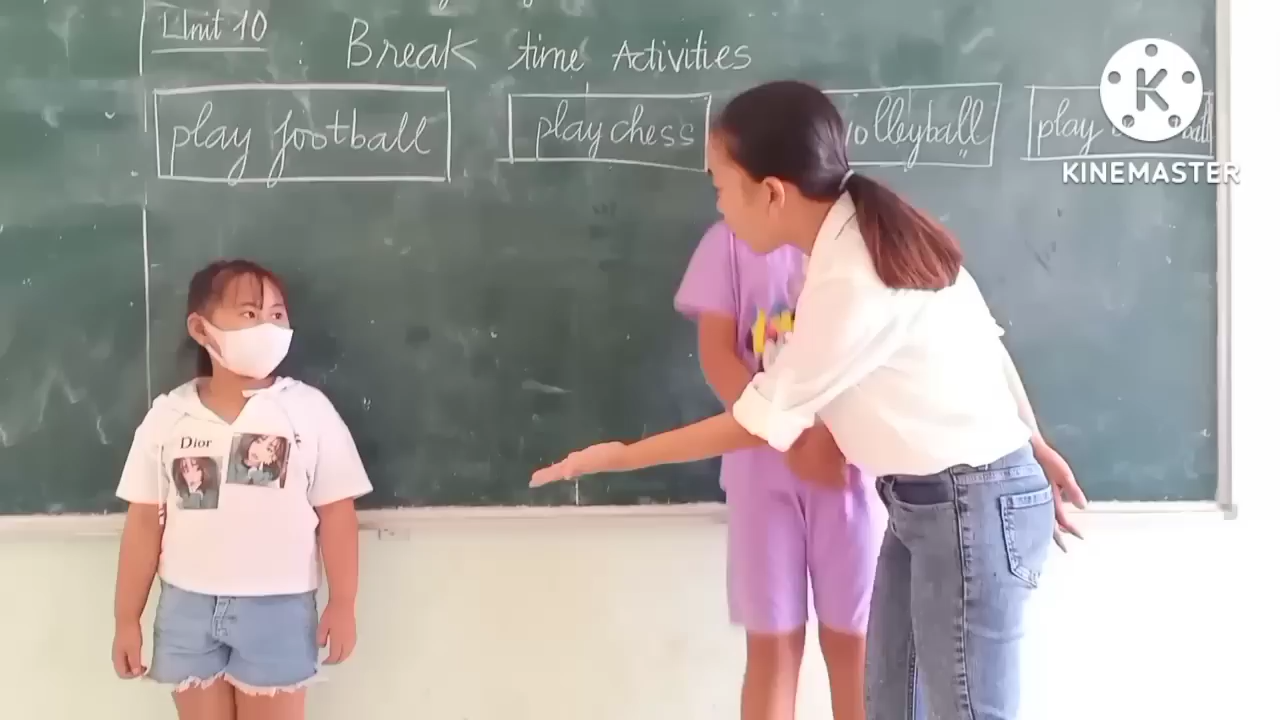 Unit 10
: Break time Activities
play football
play chess
volleyball
play
K
KINEMASTER
Dior